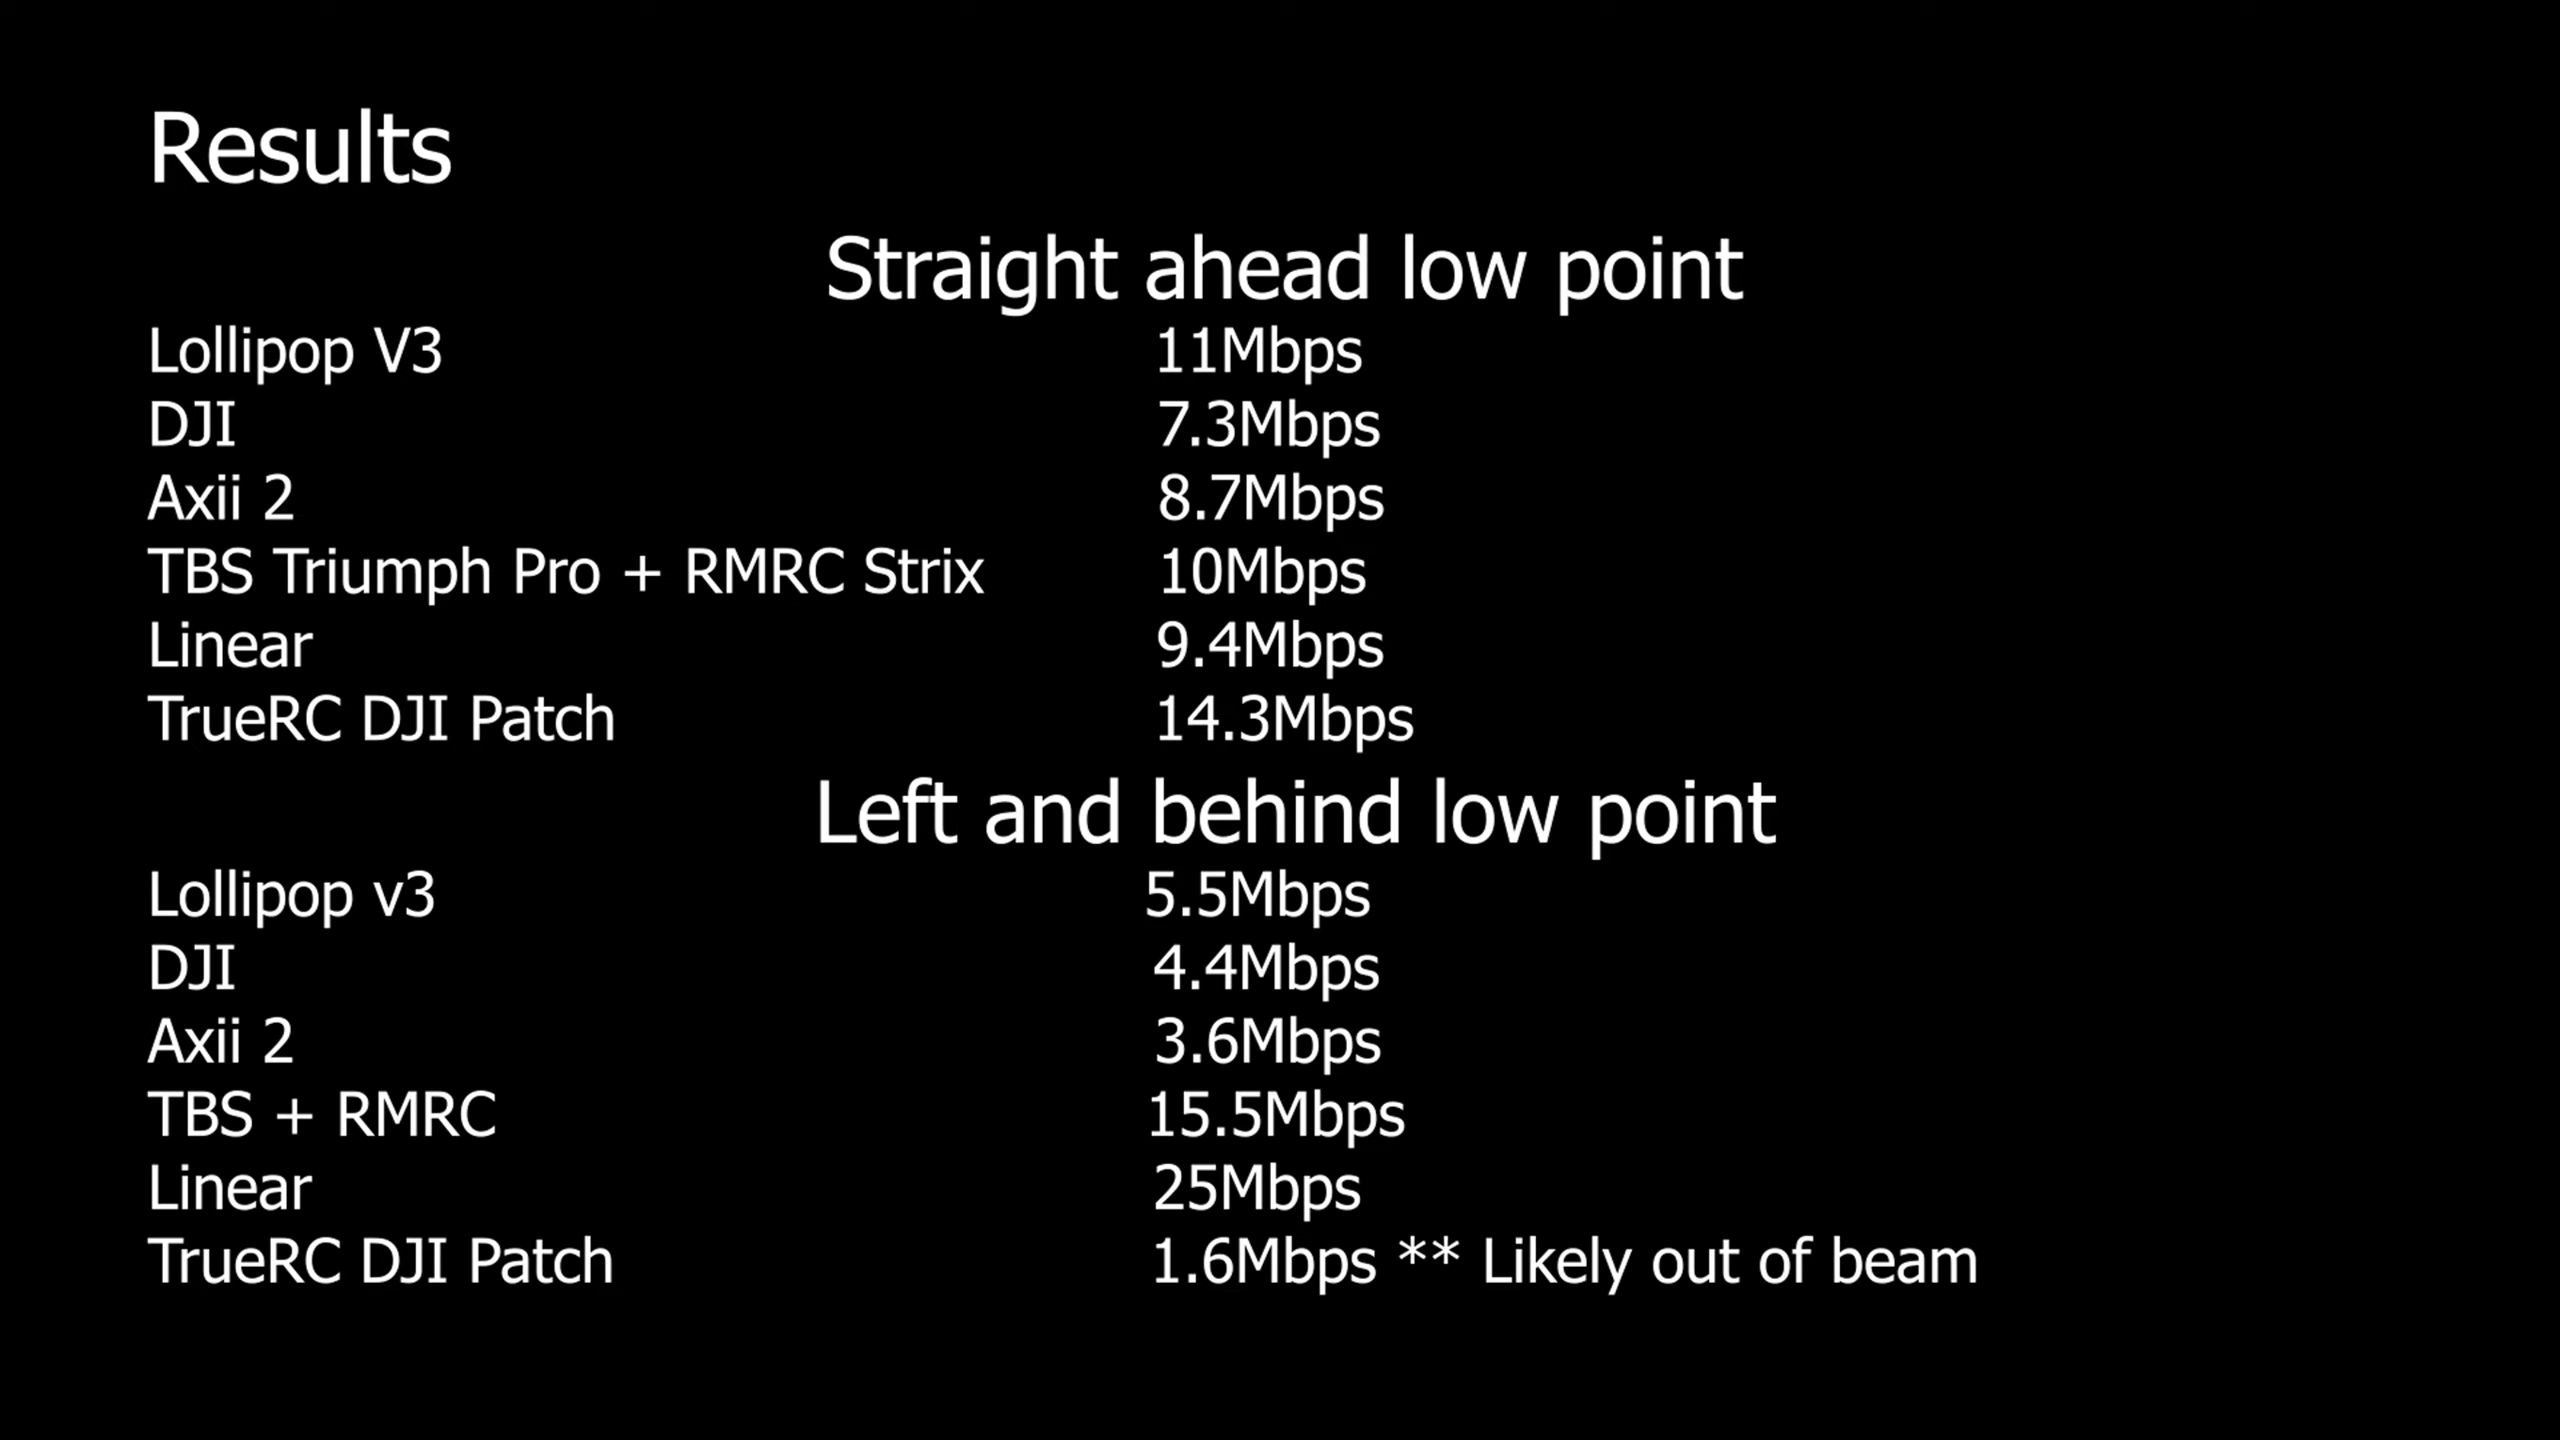 Results
Straight ahead low point
Lollipop V3 11Mbps
DJI 7.3Mbps
Axii 2 8.7Mbps
TBS Triumph Pro + RMRC Strix 10Mbps
Linear 9.4Mbps
TrueRC DJI Patch 14.3Mbps
Left and behind low point
Lollipop v3 5.5Mbps
DJI 4.4Mbps
Axii 2 3.6Mbps
TBS + RMRC 15.5Mbps
Linear 25Mbps
TrueRC DJI Patch 1.6Mbps ** Likely out of beam